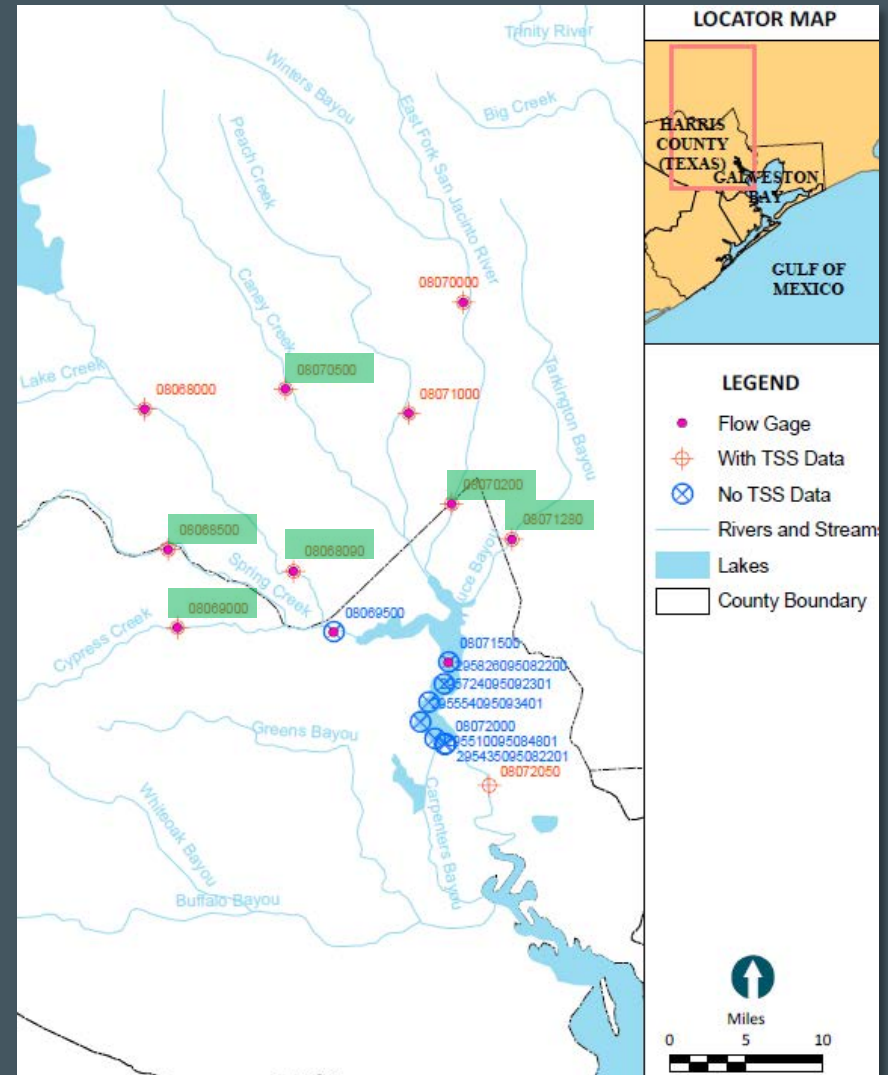 Trinity River
Winters Bayou
East Fork San Jacinto River
Big Creek
Peach Creek
Caney Creek
08070000
Lake Creek
08068000
08070500
08071000
Tarkington Bayou
08070200
08071280
08068500
08068090
Spring Creek
08069000
Cypress Creek
08069500
08071500
295826095082200
08072000
295435095082201
08072050
Greens Bayou
Carpenters Bayou
Whiteoak Bayou
Buffalo Bayou
LOCATOR MAP
HARRIS
COUNTY
(TEXAS)
GALVESTON
BAY
GULF OF
MEXICO
LEGEND
Flow Gage
With TSS Data
No TSS Data
Rivers and Streams
Lakes
County Boundary
Miles
0 5 10